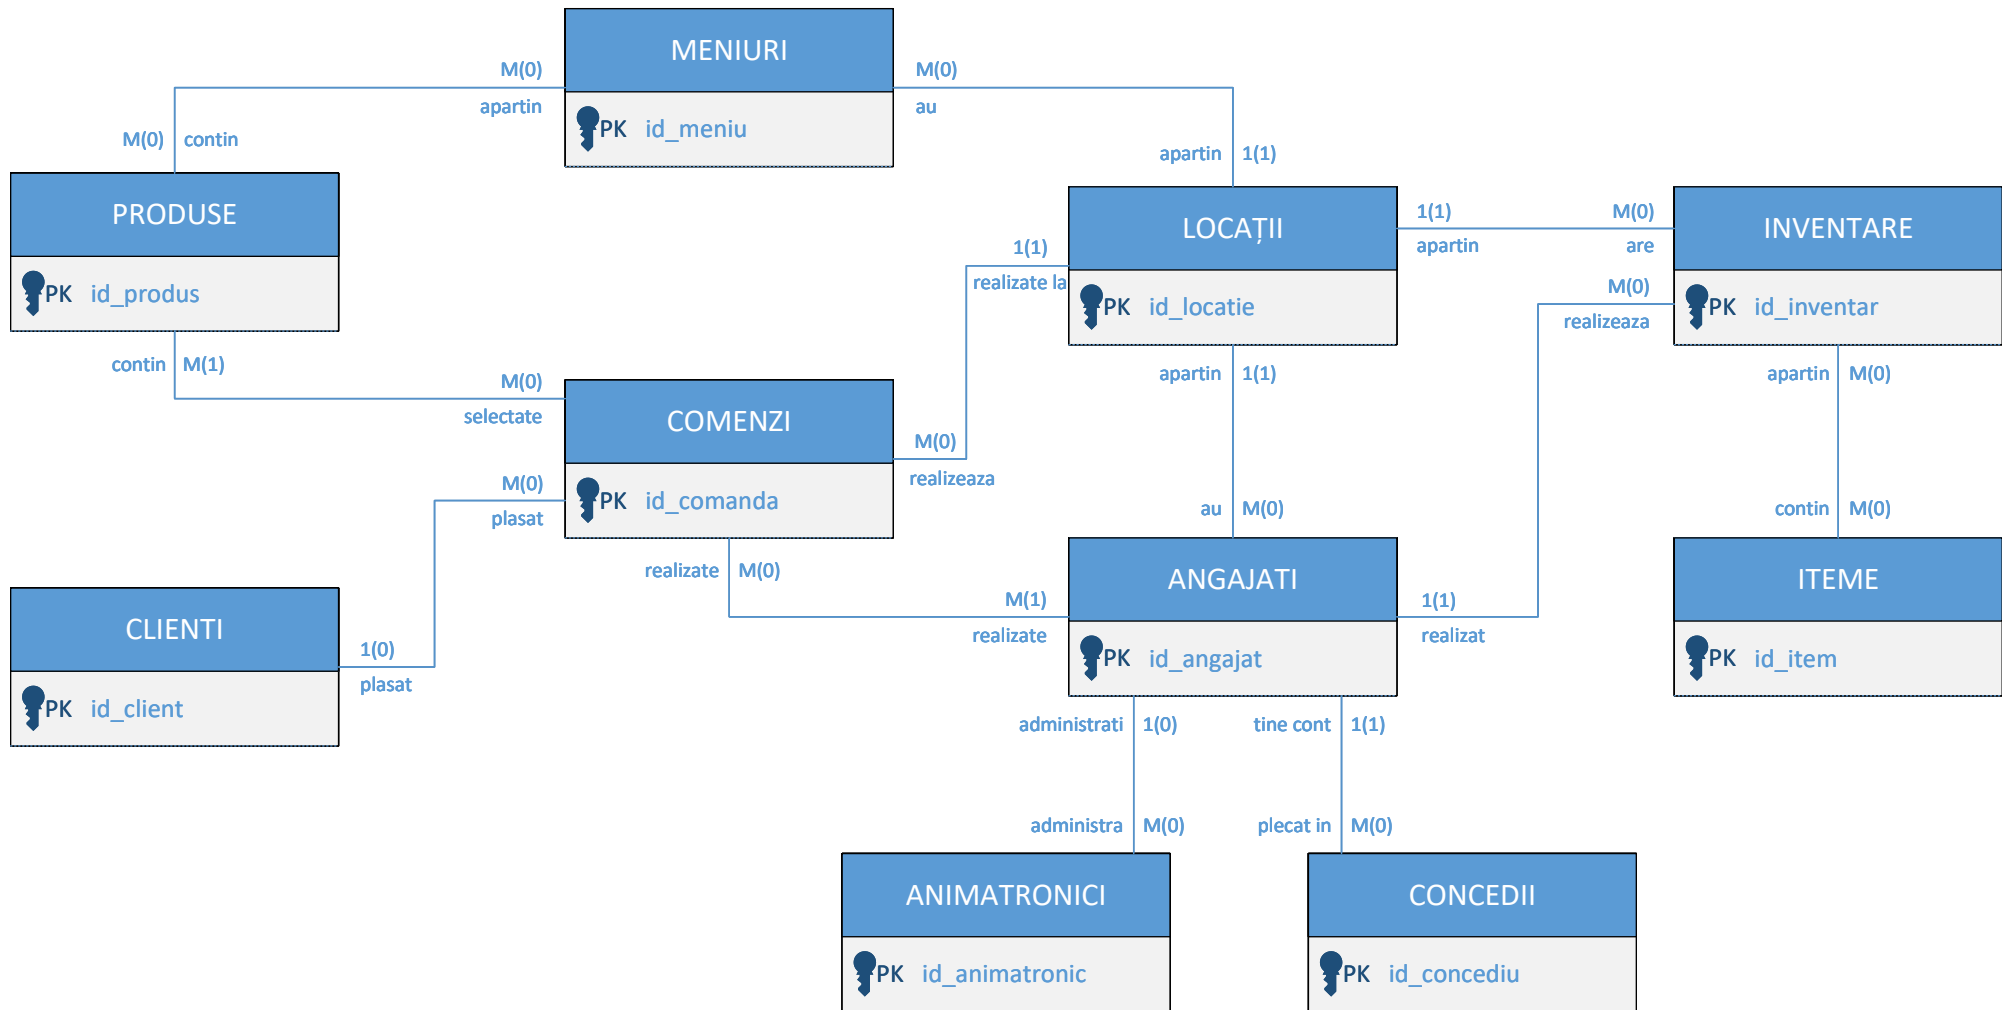 MENIURI
PK id_meniu
M(0)
apartin
M(0)
au
M(0) contin
apartin 1(1)
PRODUSE
PK id_produs
LOCAȚII
PK id_locatie
1(1)
apartin
M(0)
are
INVENTARE
PK id_inventar
1(1)
realizate la
M(0)
realizeaza
contin M(1)
M(0)
selectate
apartin 1(1)
apartin M(0)
COMENZI
PK id_comanda
M(0)
realizeaza
M(0)
plasat
au M(0)
contin M(0)
realizate M(0)
M(1)
realizate
ANGAJATI
PK id_angajat
1(1)
realizat
ITEME
PK id_item
CLIENTI
PK id_client
1(0)
plasat
administrati 1(0)
tine cont 1(1)
administra M(0)
plecat in M(0)
ANIMATRONICI
PK id_animatronic
CONCEDII
PK id_concediu